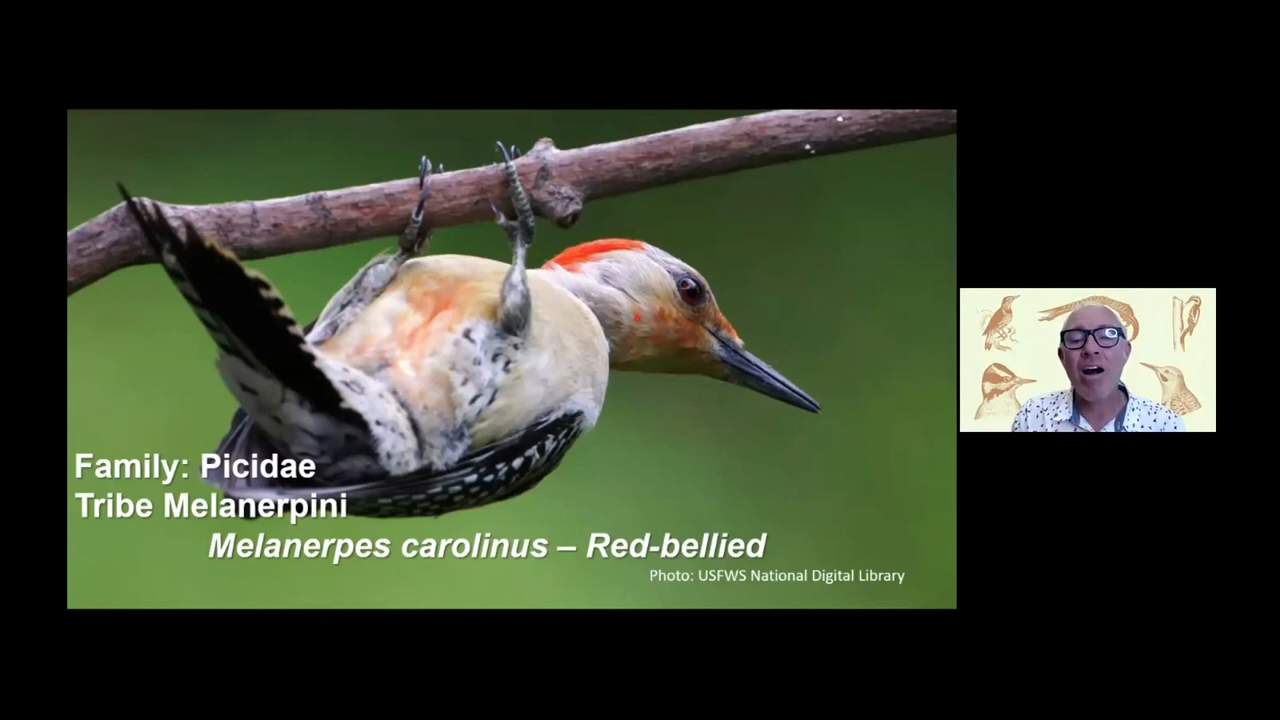 Family: Picidae
Tribe Melanerpini
Melanerpes carolinus – Red-bellied
Photo: USFWS National Digital Library